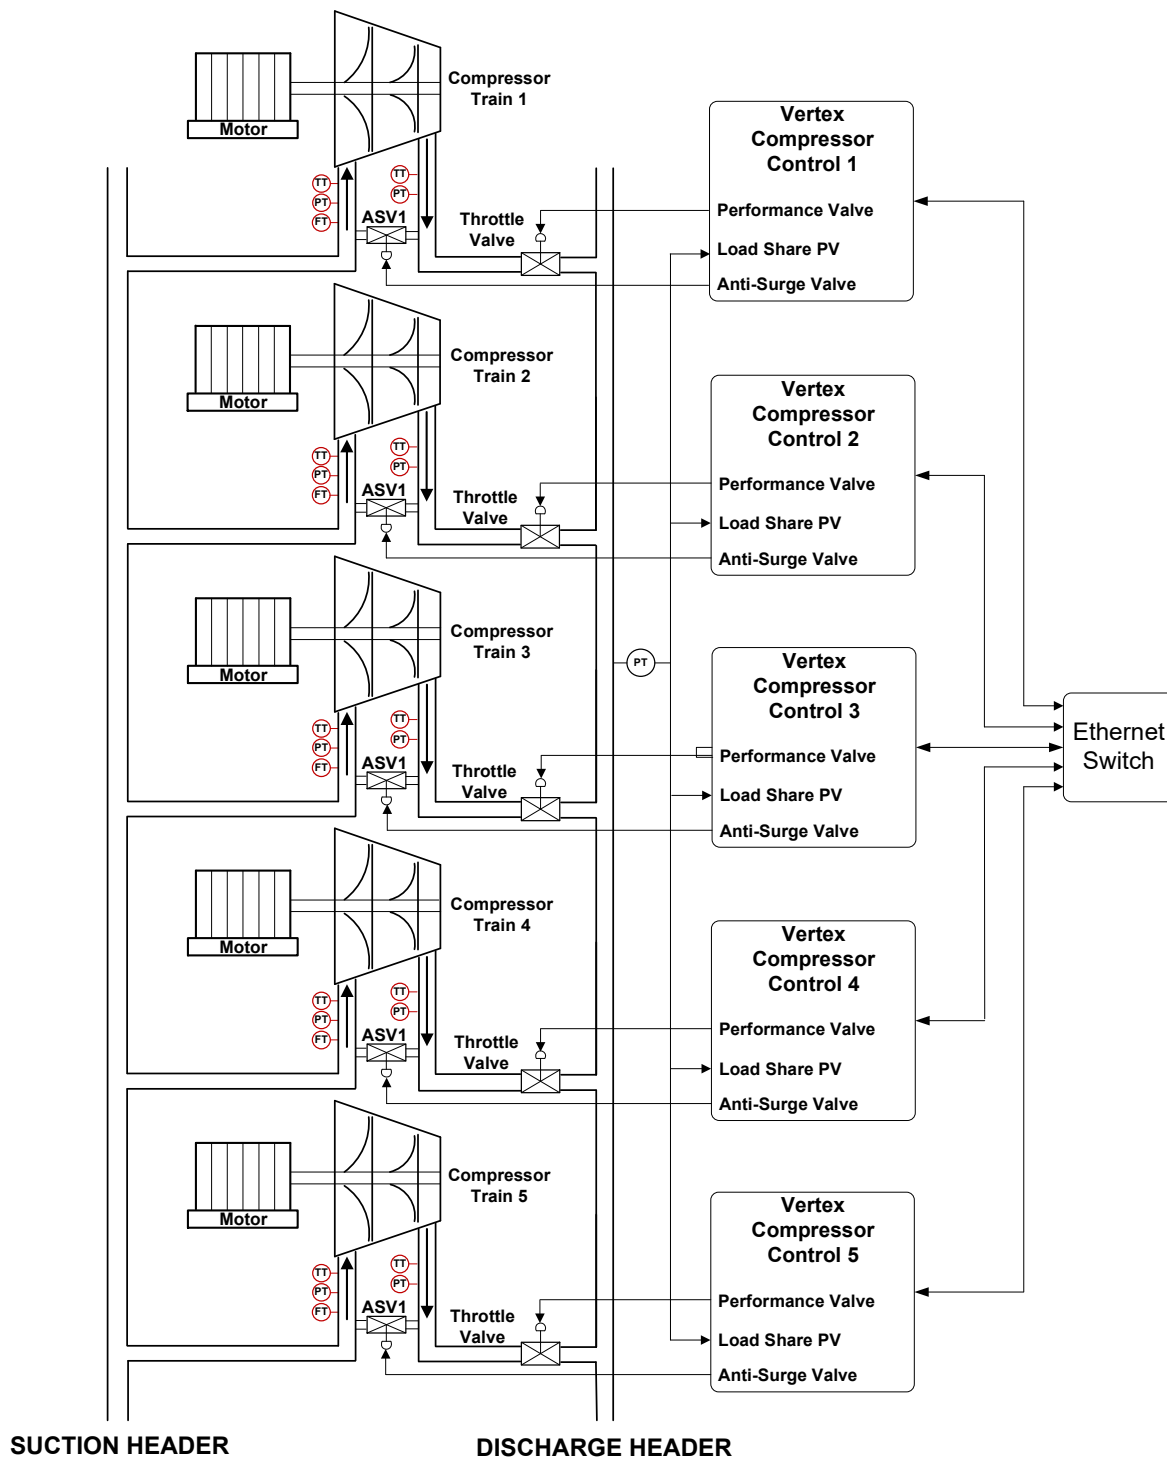 Compressor
Train 1
Motor
TT
PT
FT
TT
PT
ASV1
Throttle
Valve
Vertex
Compressor
Control 1
Performance Valve
Load Share PV
Anti-Surge Valve
Compressor
Train 2
Motor
TT
PT
FT
TT
PT
ASV1
Throttle
Valve
Vertex
Compressor
Control 2
Performance Valve
Load Share PV
Anti-Surge Valve
Compressor
Train 3
Motor
TT
PT
FT
TT
PT
ASV1
Throttle
Valve
PT
Vertex
Compressor
Control 3
Performance Valve
Load Share PV
Anti-Surge Valve
Ethernet
Switch
Compressor
Train 4
Motor
TT
PT
FT
TT
PT
ASV1
Throttle
Valve
Vertex
Compressor
Control 4
Performance Valve
Load Share PV
Anti-Surge Valve
Compressor
Train 5
Motor
TT
PT
FT
TT
PT
ASV1
Throttle
Valve
Vertex
Compressor
Control 5
Performance Valve
Load Share PV
Anti-Surge Valve
SUCTION HEADER
DISCHARGE HEADER